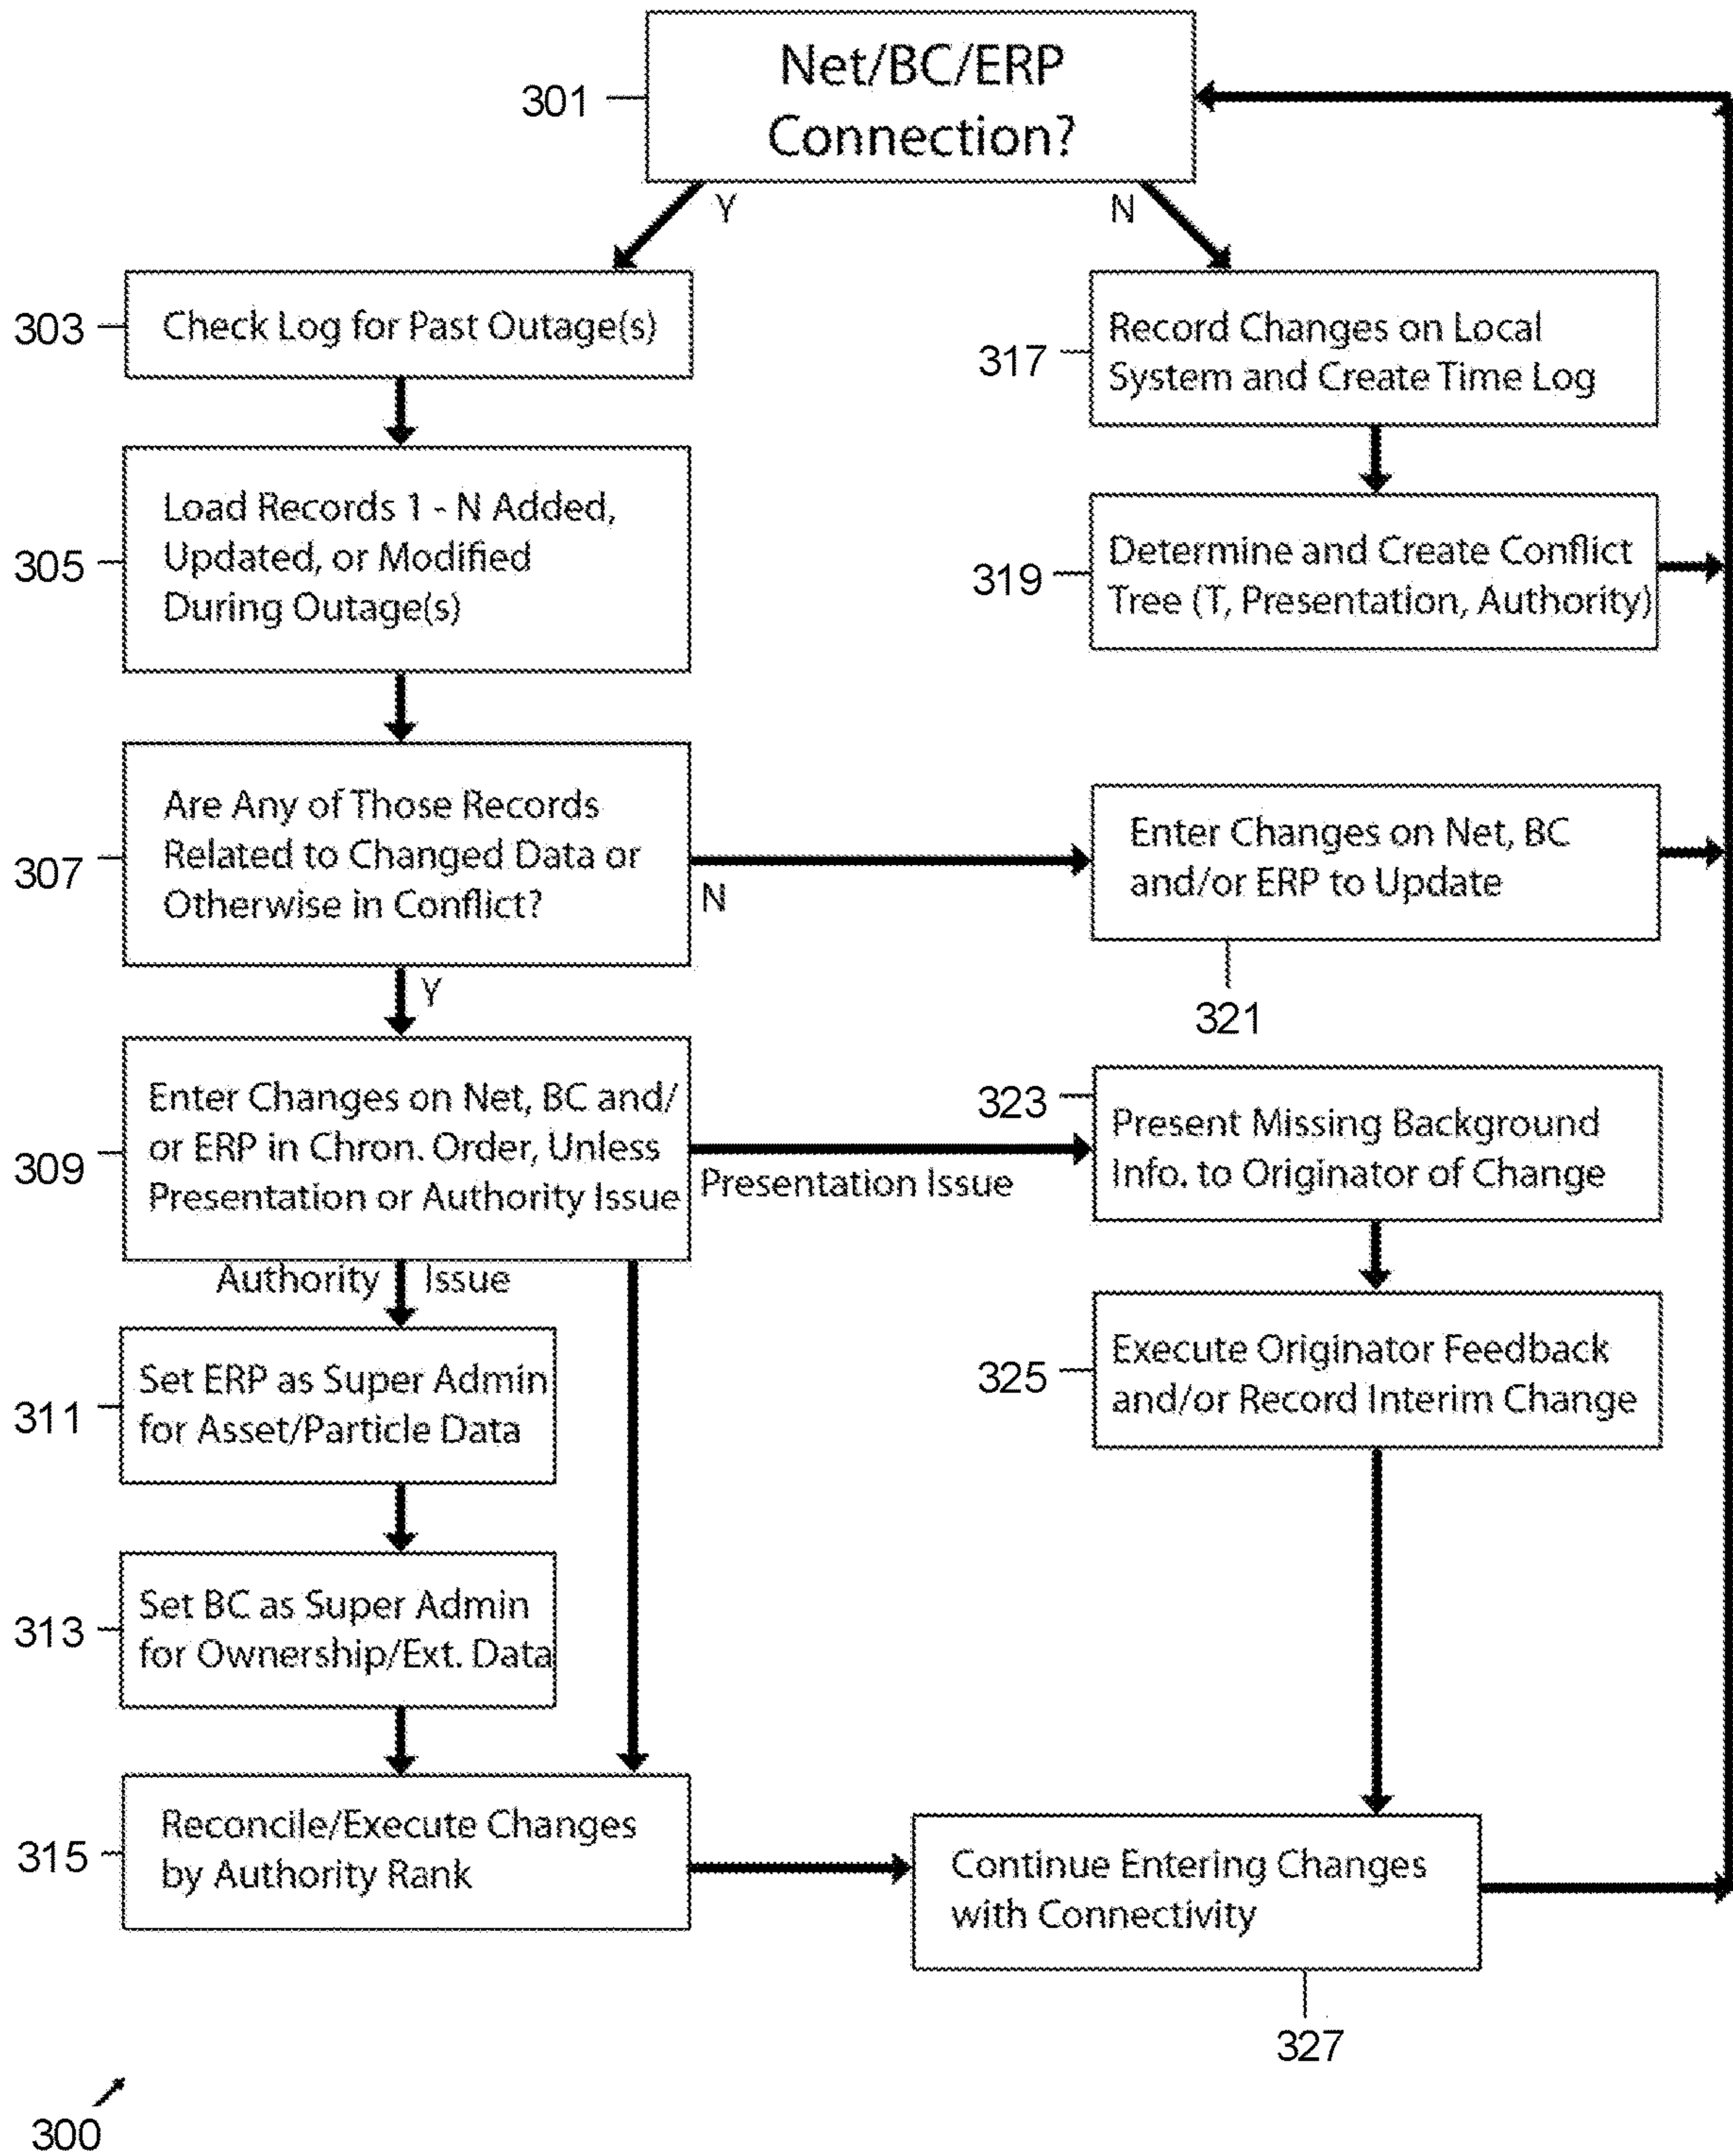 Net/BC/ERP
Connection?
301
Y
N
303
Check Log for Past Outage(s)
317
Record Changes on Local
System and Create Time Log
305
Load Records 1 - N Added,
Updated, or Modified
During Outage(s)
319
Determine and Create Conflict
Tree (T, Presentation, Authority)
307
Are Any of Those Records
Related to Changed Data or
Otherwise in Conflict?
N
Y
Enter Changes on Net, BC
and/or ERP to Update
321
309
Enter Changes on Net, BC and/
or ERP in Chron. Order, Unless
Presentation or Authority Issue
Presentation Issue
323
Present Missing Background
Info. to Originator of Change
Authority Issue
311
Set ERP as Super Admin
for Asset/Particle Data
325
Execute Originator Feedback
and/or Record Interim Change
313
Set BC as Super Admin
for Ownership/Ext. Data
315
Reconcile/Execute Changes
by Authority Rank
Continue Entering Changes
with Connectivity
327
300